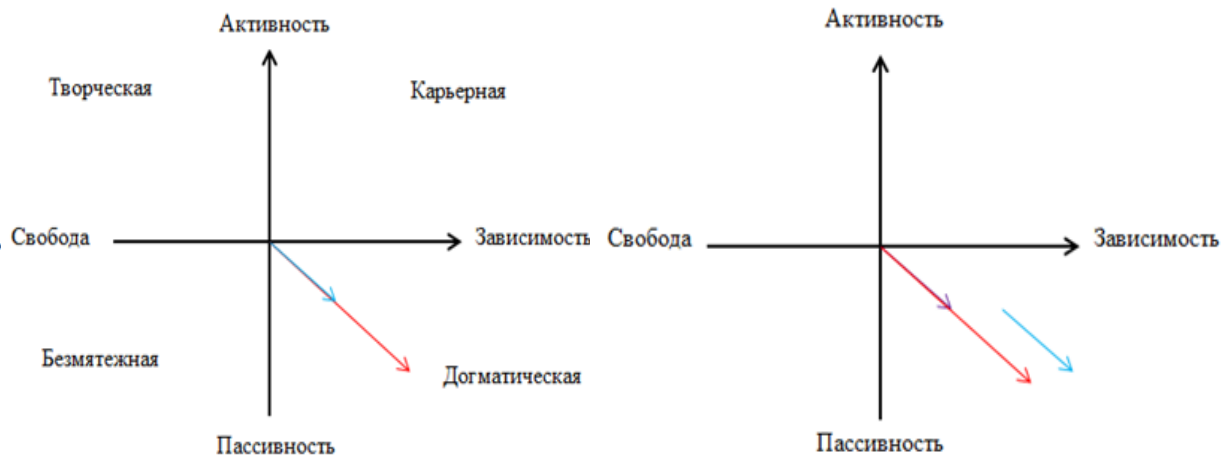 Активность
Творческая
Карьерная
Свобода
Зависимость
Безмятежная
Догматическая
Пассивность
Активность
Свобода
Зависимость
Пассивность